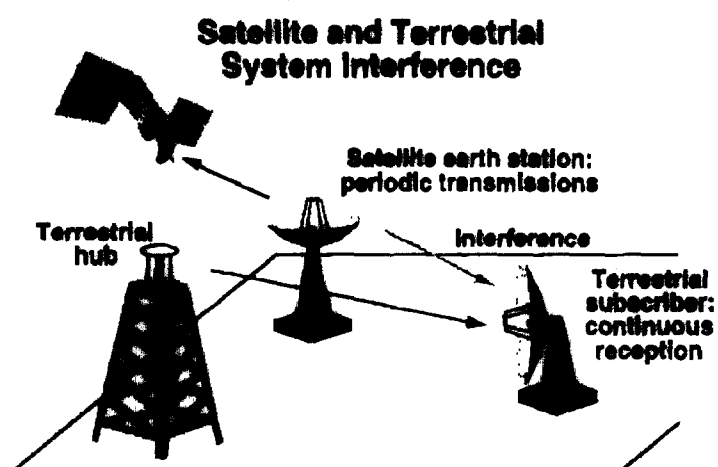 Satellite and Terrestrial
System Interference
Satellite earth station:
periodic transmissions
Terrestrial
hub
Interference
Terrestrial
subscriber:
continuous
reception